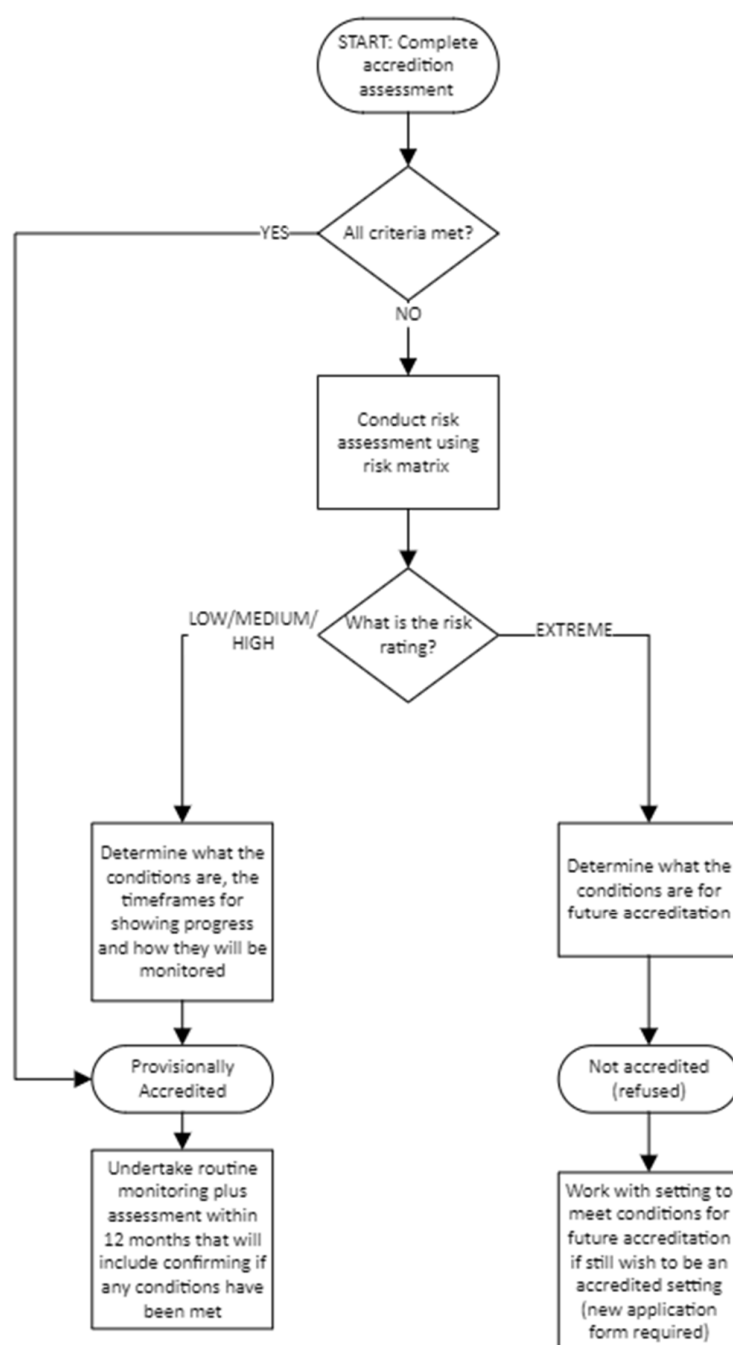 START: Complete
accredition
assessment
All criteria met?
YES
NO
Conduct risk
assessment using
risk matrix
What is the risk
rating?
LOW/MEDIUM/
HIGH
EXTREME
Determine what the
conditions are, the
timeframes for
showing progress
and how they will be
monitored
Determine what the
conditions are for
future accreditation
Provisionally
Accredited
Not accredited
(refused)
Undertake routine
monitoring plus
assessment within
12 months that will
include confirming if
any conditions have
been met
Work with setting to
meet conditions for
future accreditation
if still wish to be an
accredited setting
(new application
form required)